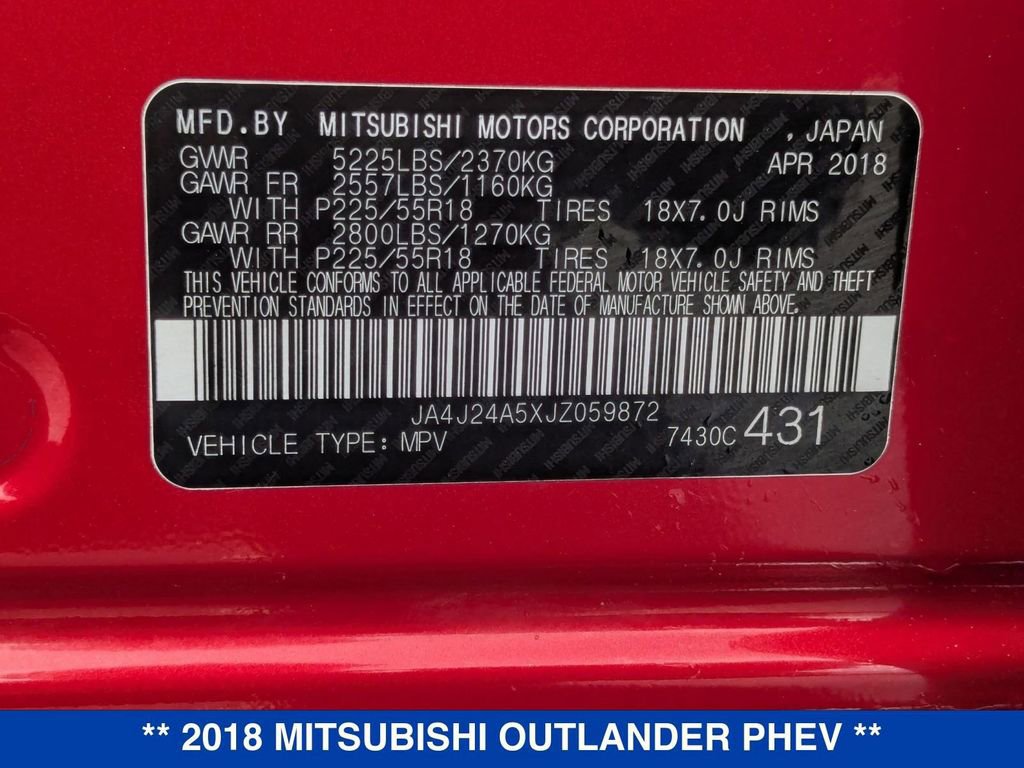 MFD.BY MITSUBISHI MOTORS CORPORATION , JAPAN
GVWR 5225LBS/2370KG APR 2018
GAWR FR 2557LBS/1160KG
WITH P225/55R18 TIRES 18X7.0J RIMS
GAWR RR 2800LBS/1270KG
WITH P225/55R18 TIRES 18X7.0J RIMS
THIS VEHICLE CONFORMS TO ALL APPLICABLE FEDERAL MOTOR VEHICLE SAFETY AND THEFT
PREVENTION STANDARDS IN EFFECT ON THE DATE OF MANUFACTURE SHOWN ABOVE.
JA4J24A5XJZ059872
VEHICLE TYPE: MPV 7430C 431
** 2018 MITSUBISHI OUTLANDER PHEV **